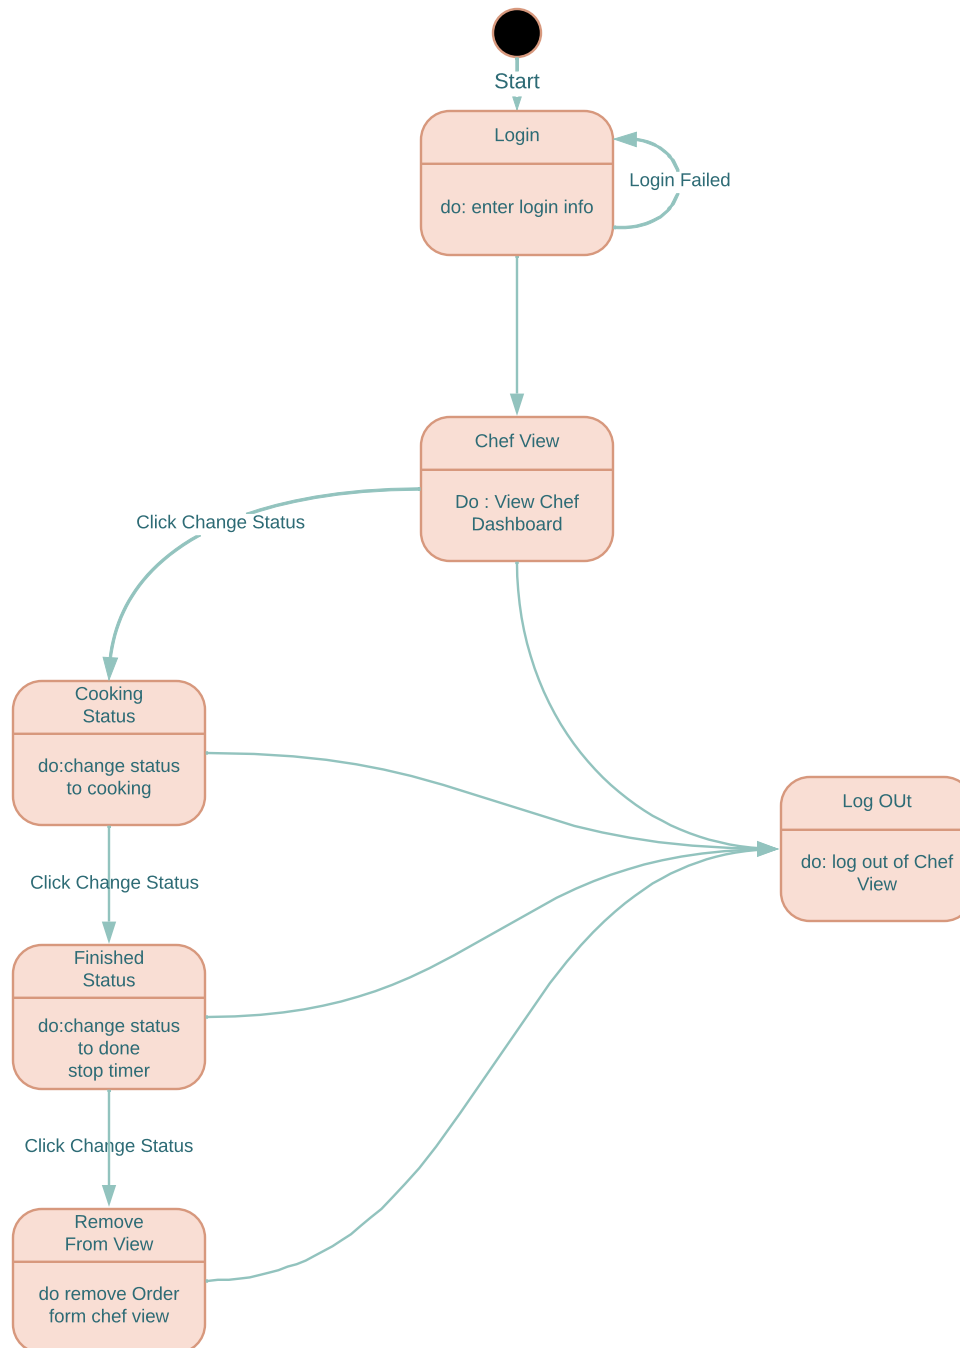 Start
Login
do: enter login info
Login Failed
Chef View
Do : View Chef
Dashboard
Click Change Status
Cooking
Status
do:change status
to cooking
Log OUt
do: log out of Chef
View
Click Change Status
Finished
Status
do:change status
to done
stop timer
Click Change Status
Remove
From View
do remove Order
form chef view